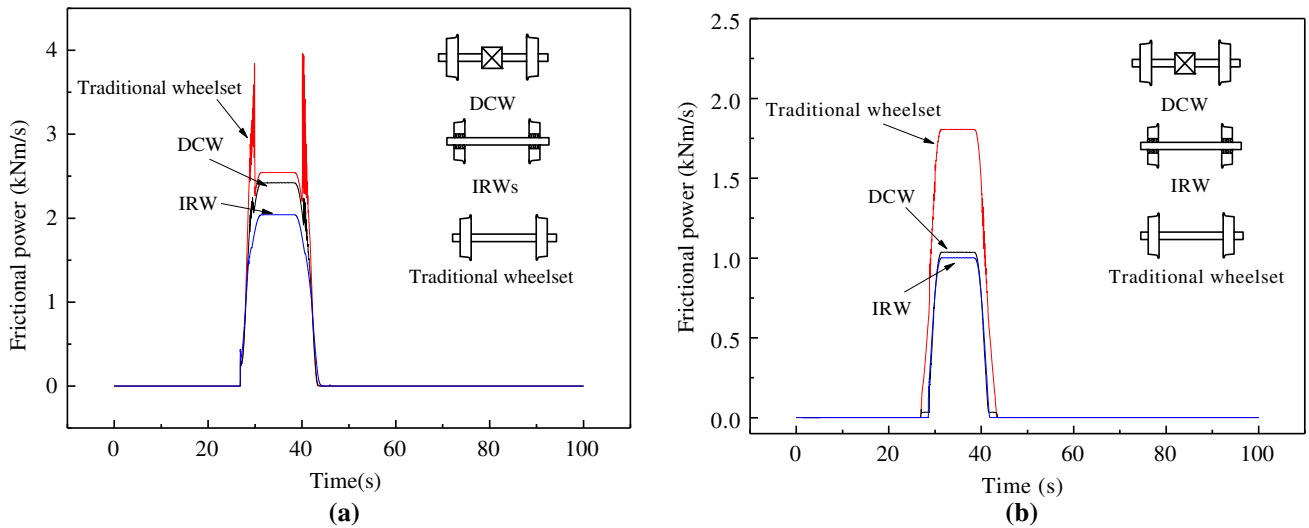 4
3
2
1
0
Frictional power (kNm/s)
Traditional wheelset
DCW
IRW
DCW
IRWs
Traditional wheelset
0
20
40
60
80
100
Time(s)
(a)
2.5
2.0
1.5
1.0
0.5
0.0
Frictional power (kNm/s)
Traditional wheelset
DCW
IRW
DCW
IRW
Traditional wheelset
0
20
40
60
80
100
Time (s)
(b)